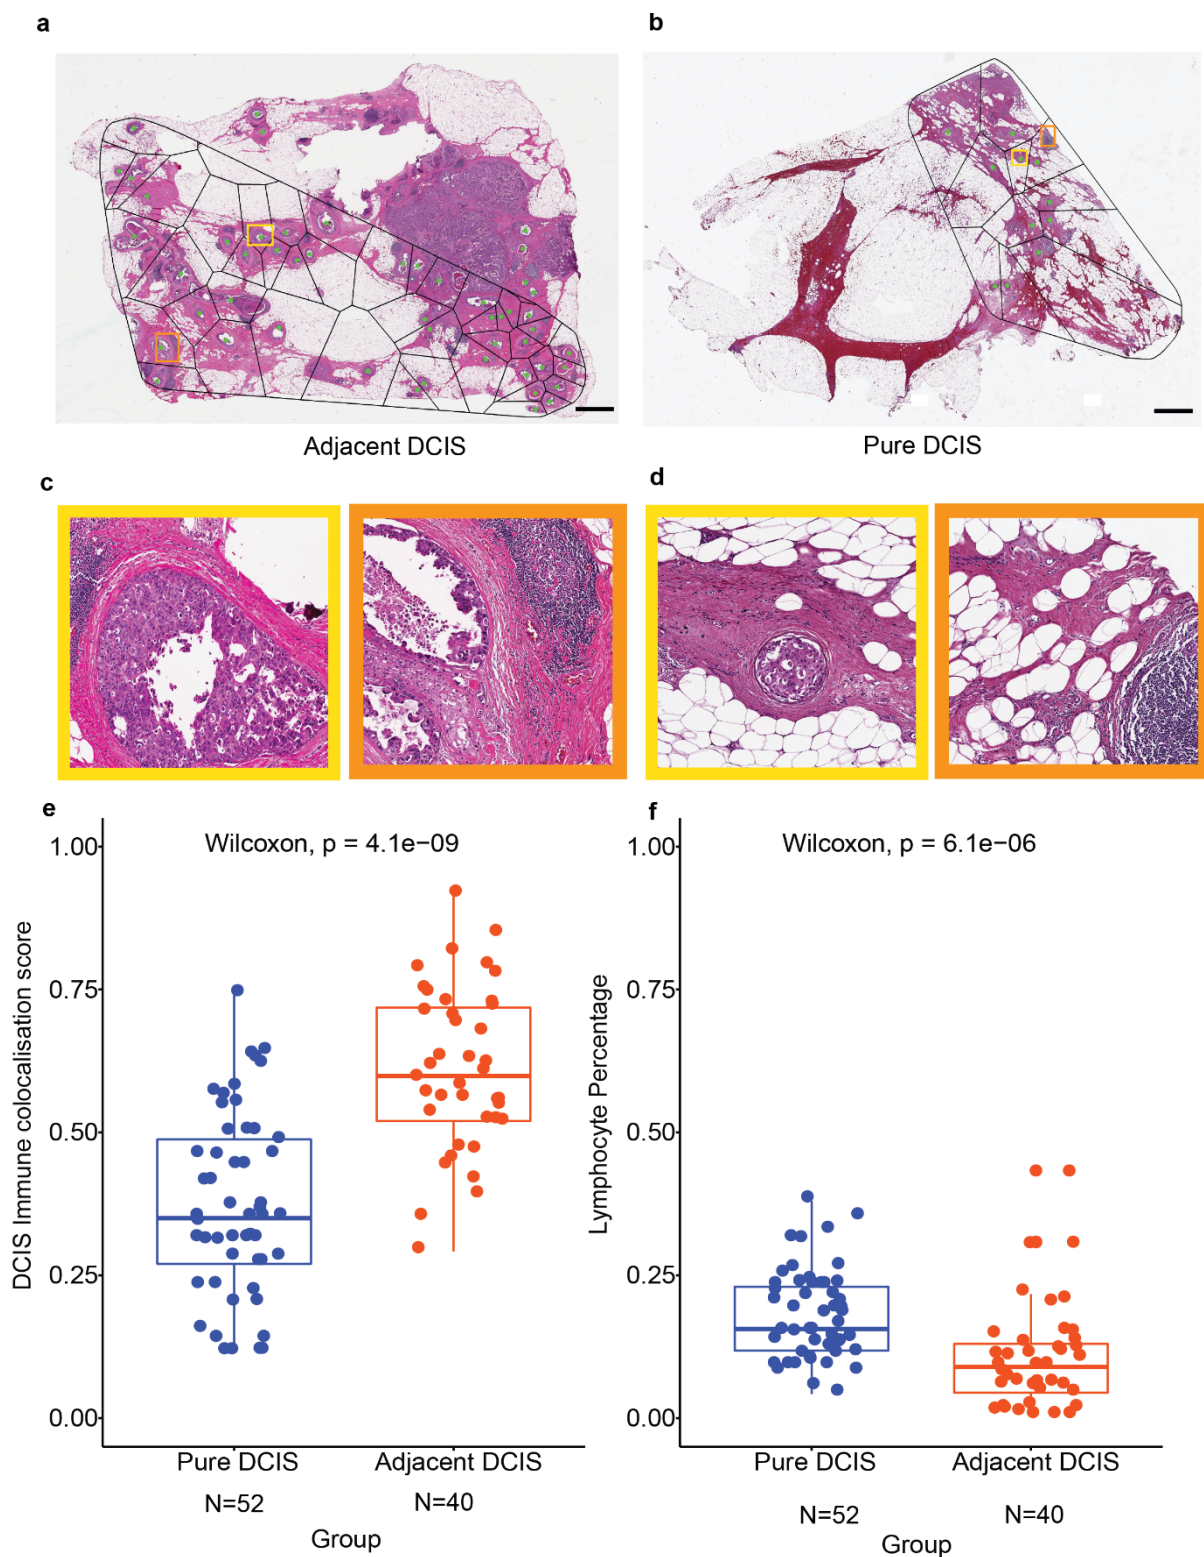 a
b
Adjacent DCIS
Pure DCIS
c
d
e
Wilcoxon, p = 4.1e−09
DCIS Immune colocalisation score
1.00
0.75
0.50
0.25
0.00
Pure DCIS
Adjacent DCIS
N=52
N=40
Group
f
Wilcoxon, p = 6.1e−06
Lymphocyte Percentage
1.00
0.75
0.50
0.25
0.00
Pure DCIS
Adjacent DCIS
N=52
N=40
Group